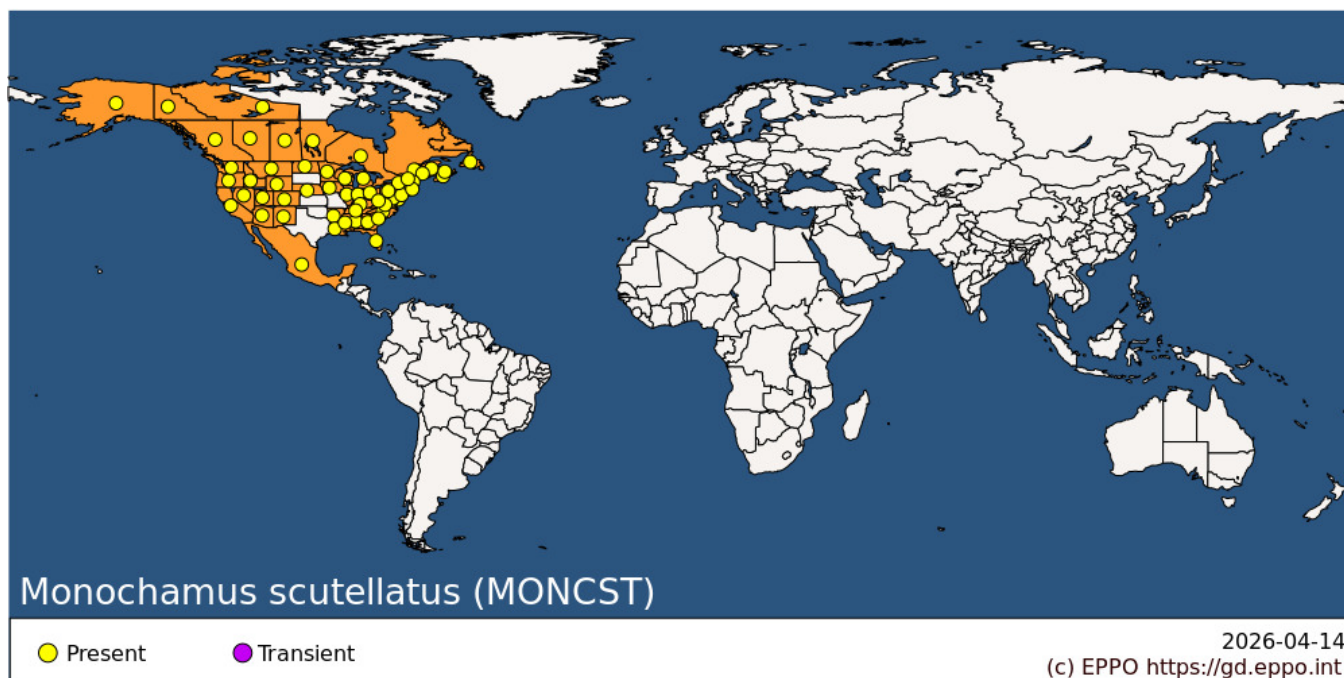 Monochamus scutellatus (MONCST)
Present
Transient
2026-04-14
(c) EPPO https://gd.eppo.int